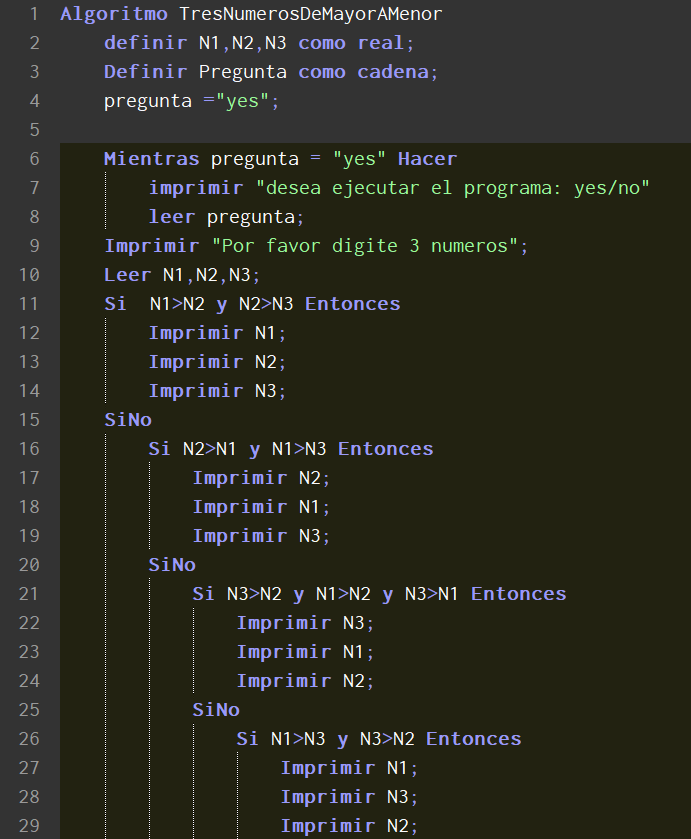 1 Algoritmo TresNumerosDeMayorAMenor
2 definir N1,N2,N3 como real;
3 Definir Pregunta como cadena;
4 pregunta ="yes";
5
6 Mientras pregunta = "yes" Hacer
7 imprimir "desea ejecutar el programa: yes/no"
8 leer pregunta;
9 Imprimir "Por favor digite 3 numeros";
10 Leer N1,N2,N3;
11 Si  N1>N2 y N2>N3 Entonces
12 Imprimir N1;
13 Imprimir N2;
14 Imprimir N3;
15 SiNo
16 Si N2>N1 y N1>N3 Entonces
17 Imprimir N2;
18 Imprimir N1;
19 Imprimir N3;
20 SiNo
21 Si N3>N2 y N1>N2 y N3>N1 Entonces
22 Imprimir N3;
23 Imprimir N1;
24 Imprimir N2;
25 SiNo
26 Si N1>N3 y N3>N2 Entonces
27 Imprimir N1;
28 Imprimir N3;
29 Imprimir N2;